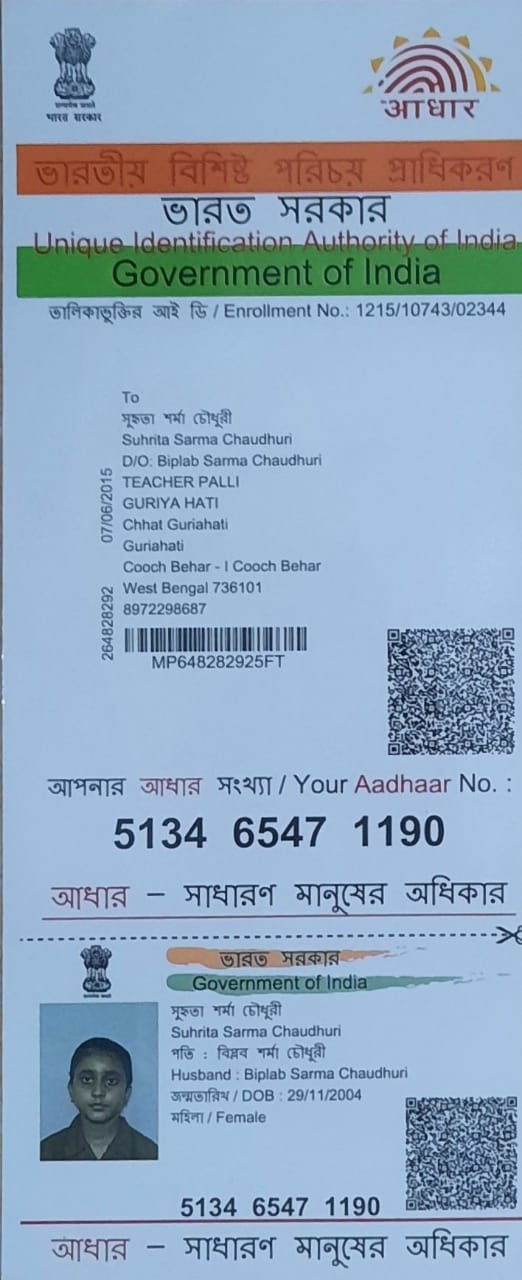 भारत सरकार
आधार
ভারতীয় বিশিষ্ট পরিচয় প্রাধিকরণ
ভারত সরকার
Unique Identification Authority of India
Government of India
তালিকাভুক্তির আই ডি / Enrollment No.: 1215/10743/02344
To
সুহৃতা শর্মা চৌধুরী
Suhrita Sarma Chaudhuri
D/O: Biplab Sarma Chaudhuri
TEACHER PALLI
GURIYA HATI
Chhat Guriahati
Guriahati
Cooch Behar - I Cooch Behar
West Bengal 736101
8972298687
264828292 07/06/2015
MP648282925FT
আপনার আধার সংখ্যা / Your Aadhaar No. :
5134 6547 1190
আধার – সাধারণ মানুষের অধিকার
ভারত সরকার
Government of India
সুহৃতা শর্মা চৌধুরী
Suhrita Sarma Chaudhuri
পতি : বিপ্লব শর্মা চৌধুরী
Husband : Biplab Sarma Chaudhuri
জন্মতারিখ / DOB : 29/11/2004
মহিলা / Female
5134 6547 1190
আধার – সাধারণ মানুষের অধিকার